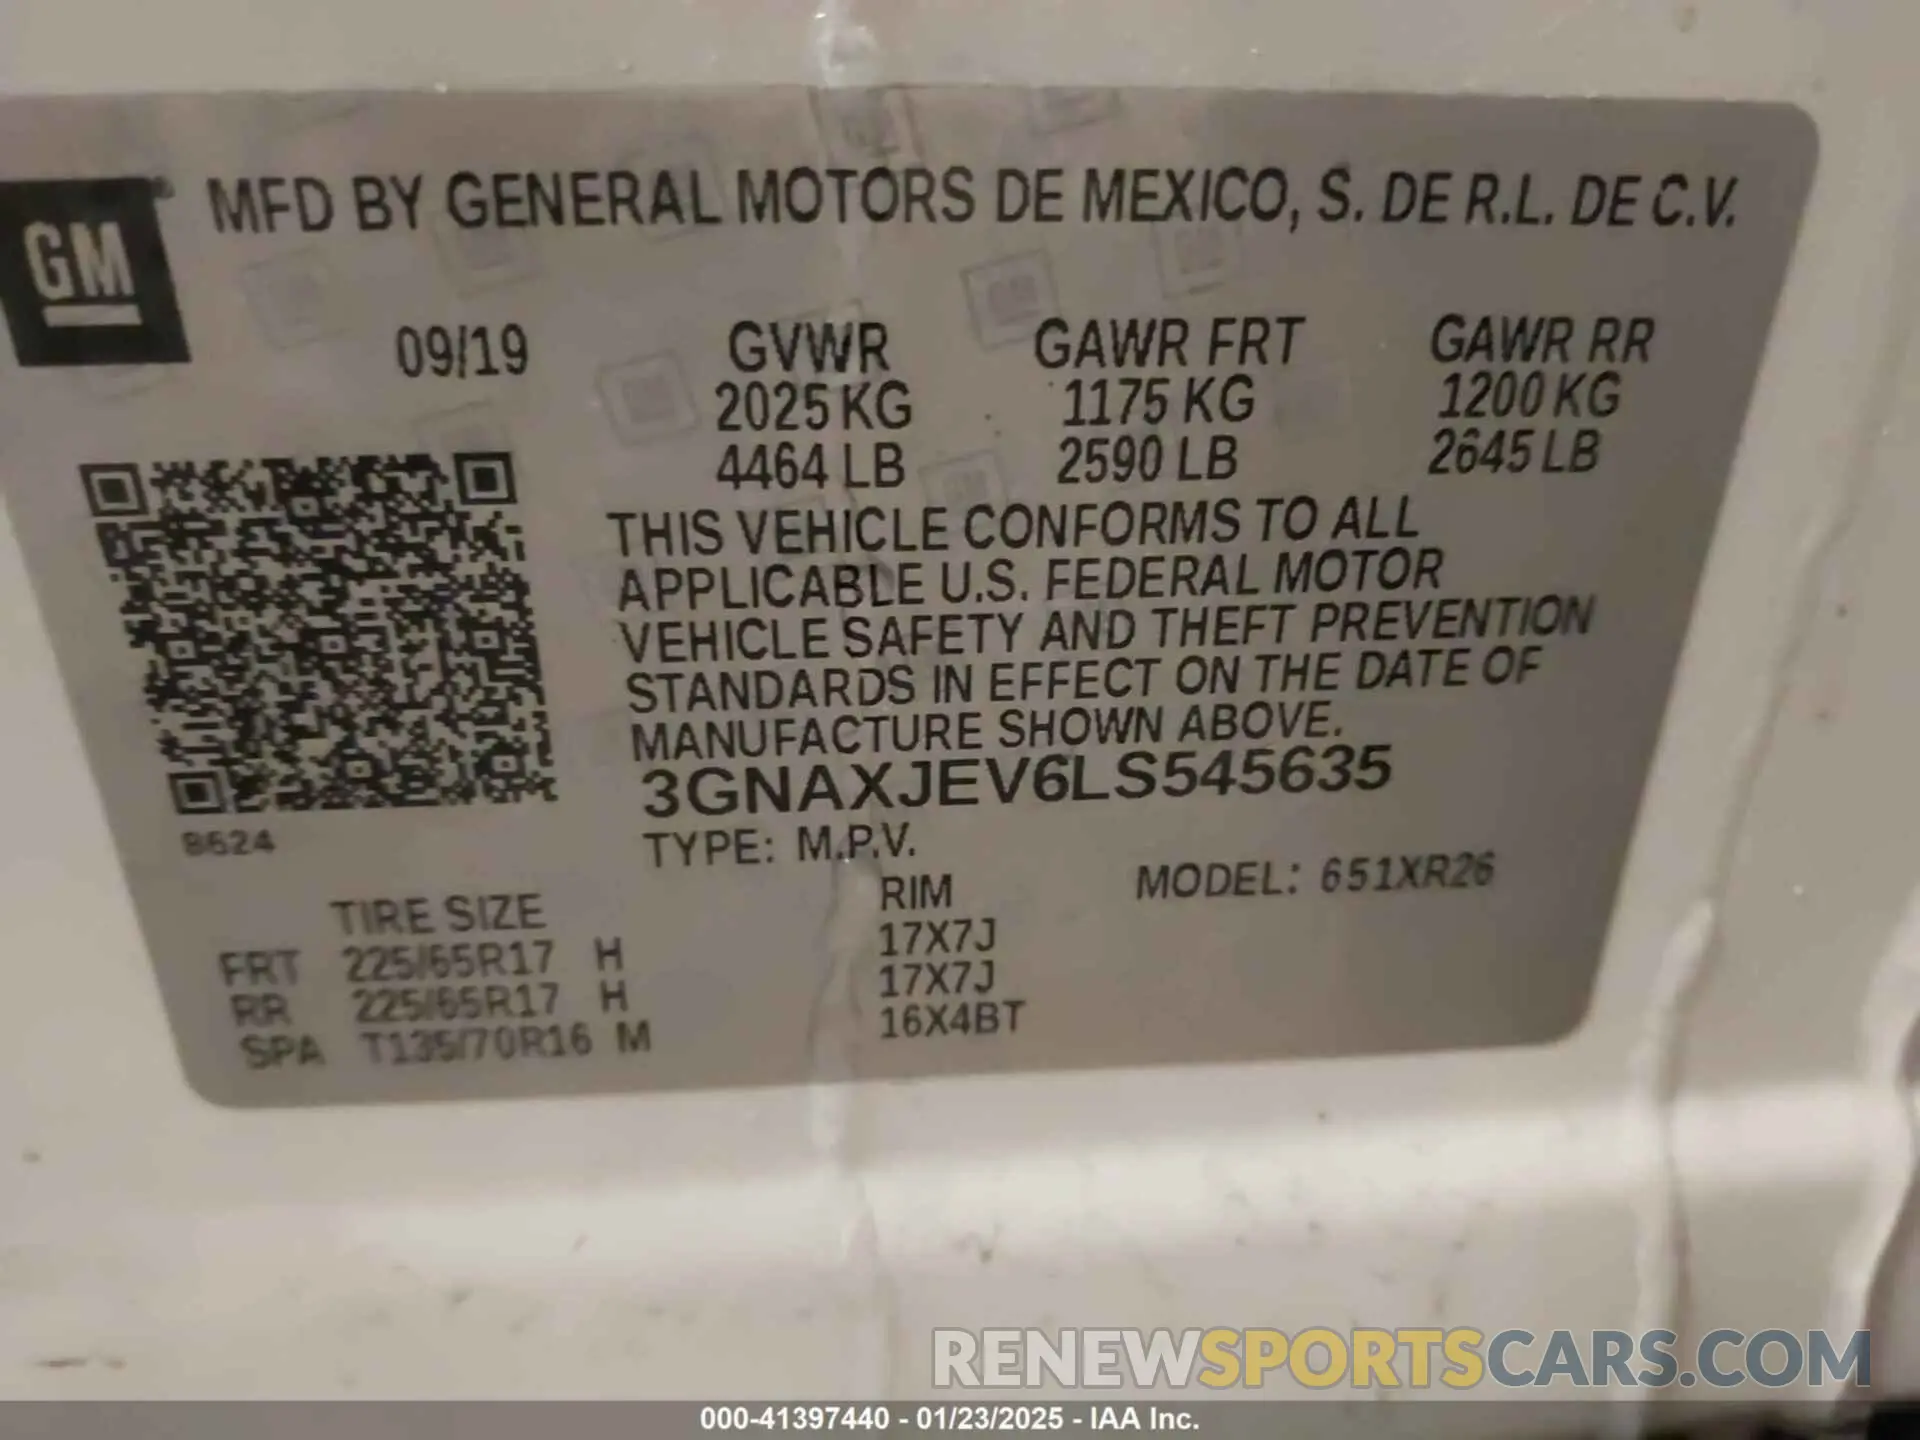 GM
MFD BY GENERAL MOTORS DE MEXICO, S. DE R.L. DE C.V.
09/19 GVWR GAWR FRT GAWR RR
2025 KG 1175 KG 1200 KG
4464 LB 2590 LB 2645 LB
THIS VEHICLE CONFORMS TO ALL
APPLICABLE U.S. FEDERAL MOTOR
VEHICLE SAFETY AND THEFT PREVENTION
STANDARDS IN EFFECT ON THE DATE OF
MANUFACTURE SHOWN ABOVE.
3GNAXJEV6LS545635
8624
TYPE: M.P.V.
MODEL: 651XR26
TIRE SIZE RIM
FRT 225/65R17 H 17X7J
RR 225/65R17 H 17X7J
SPA T135/70R16 M 16X4BT
RENEWSPORTSCARS.COM
000-41397440 - 01/23/2025 - IAA Inc.